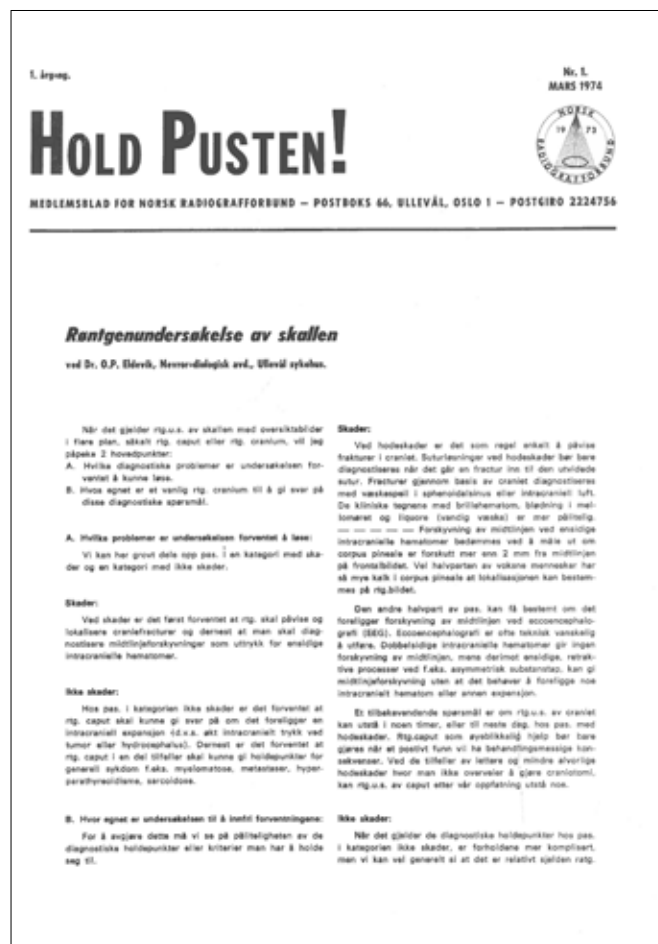 1. årgang.
Nr. 1.
MARS 1974
HOLD PUSTEN!
NORSK
RADIOGRAFFORBUND
19 73
MEDLEMSBLAD FOR NORSK RADIOGRAFFORBUND — POSTBOKS 66, ULLEVÅL, OSLO 1 — POSTGIRO 2224756
Røntgenundersøkelse av skallen
ved Dr. O.P. Eldevik, Nevroradiologisk avd., Ullevål sykehus.
Når det gjelder rtg.u.s. av skallen med oversiktsbilder
i flere plan, såkalt rtg. caput eller rtg. cranium, vil jeg
påpeke 2 hovedpunkter:
A. Hvilke diagnostiske problemer er undersøkelsen for-
ventet å kunne løse.
B. Hvos egnet er et vanlig rtg. cranium til å gi svar på
disse diagnostiske spørsmål.
A. Hvilke problemer er undersøkelsen forventet å løse:
Vi kan her grovt dele opp pas. i en kategori med ska-
der og en kategori med ikke skader.
Skader:
Ved skader er det først forventet at rtg. skal påvise og
lokalisere craniefracturer og dernest at man skal diag-
nostisere midtlinjeforskyvninger som uttrykk for ensidige
intracranielle hematomer.
Ikke skader:
Hos pas. i kategorien ikke skader er det forventet at
rtg. caput skal kunne gi svar på om det foreligger en
intracraniell expansjon (d.v.s. økt intracranielt trykk ved
tumor eller hydrocephalus). Dernest er det forventet at
rtg. caput i en del tilfeller skal kunne gi holdepunkter for
generell sykdom f.eks. myelomatose, metastaser, hyper-
parathyreoidisme, sarcoidose.
B. Hvor egnet er undersøkelsen til å innfri forventningene:
For å avgjøre dette må vi se på påliteligheten av de
diagnostiske holdepunkter eller kriterier man har å holde
seg til.
Skader:
Ved hodeskader er det som regel enkelt å påvise
frakturer i craniet. Suturløsninger ved hodeskader bør bare
diagnostiseres når det går en fractur inn til den utvidede
sutur. Fracturer gjennom basis av craniet diagnostiseres
med væskespeil i sphenoidalsinus eller intracraniell luft.
De kliniske tegnene med brillehematom, blødning i mel-
lomøret og liquore (vandig væske) er mer pålitelig.
— — — — — Forskyvning av midtlinjen ved ensidige
intracranielle hematomer bedømmes ved å måle ut om
corpus pineale er forskutt mer enn 2 mm fra midtlinjen
på frontalbildet. Vel halvparten av voksne mennesker har
så mye kalk i corpus pineale at lokalisasjonen kan bestem-
mes på rtg.bildet.
Den andre halvpart av pas. kan få bestemt om det
foreligger forskyvning av midtlinjen ved eccoencephalo-
grafi (EEG). Eccoencephalografi er ofte teknisk vanskelig
å utføre. Dobbelsidige intracranielle hematomer gir ingen
forskyvning av midtlinjen, mens derimot ensidige, retrak-
tive processer ved f.eks. asymmetrisk substanstap, kan gi
midtlinjeforskyvning uten at det behøver å foreligge noe
intracranielt hematom eller annen expansjon.
Et tilbakevendende spørsmål er om rtg.u.s. av craniet
kan utstå i noen timer, eller til neste dag, hos pas. med
hodeskader. Rtg.caput som øyeblikkelig hjelp bør bare
gjøres når et postivt funn vil ha behandlingsmessige kon-
sekvenser. Ved de tilfeller av lettere og mindre alvorlige
hodeskader hvor man ikke overveier å gjøre craniotomi,
kan rtg.u.s. av caput etter vår oppfatning utstå noe.
Ikke skader:
Når det gjelder de diagnostiske holdepunkter hos pas.
i kategorien ikke skader, er forholdene mer komplisert,
men vi kan vel generelt si at det er relativt sjelden rstg.